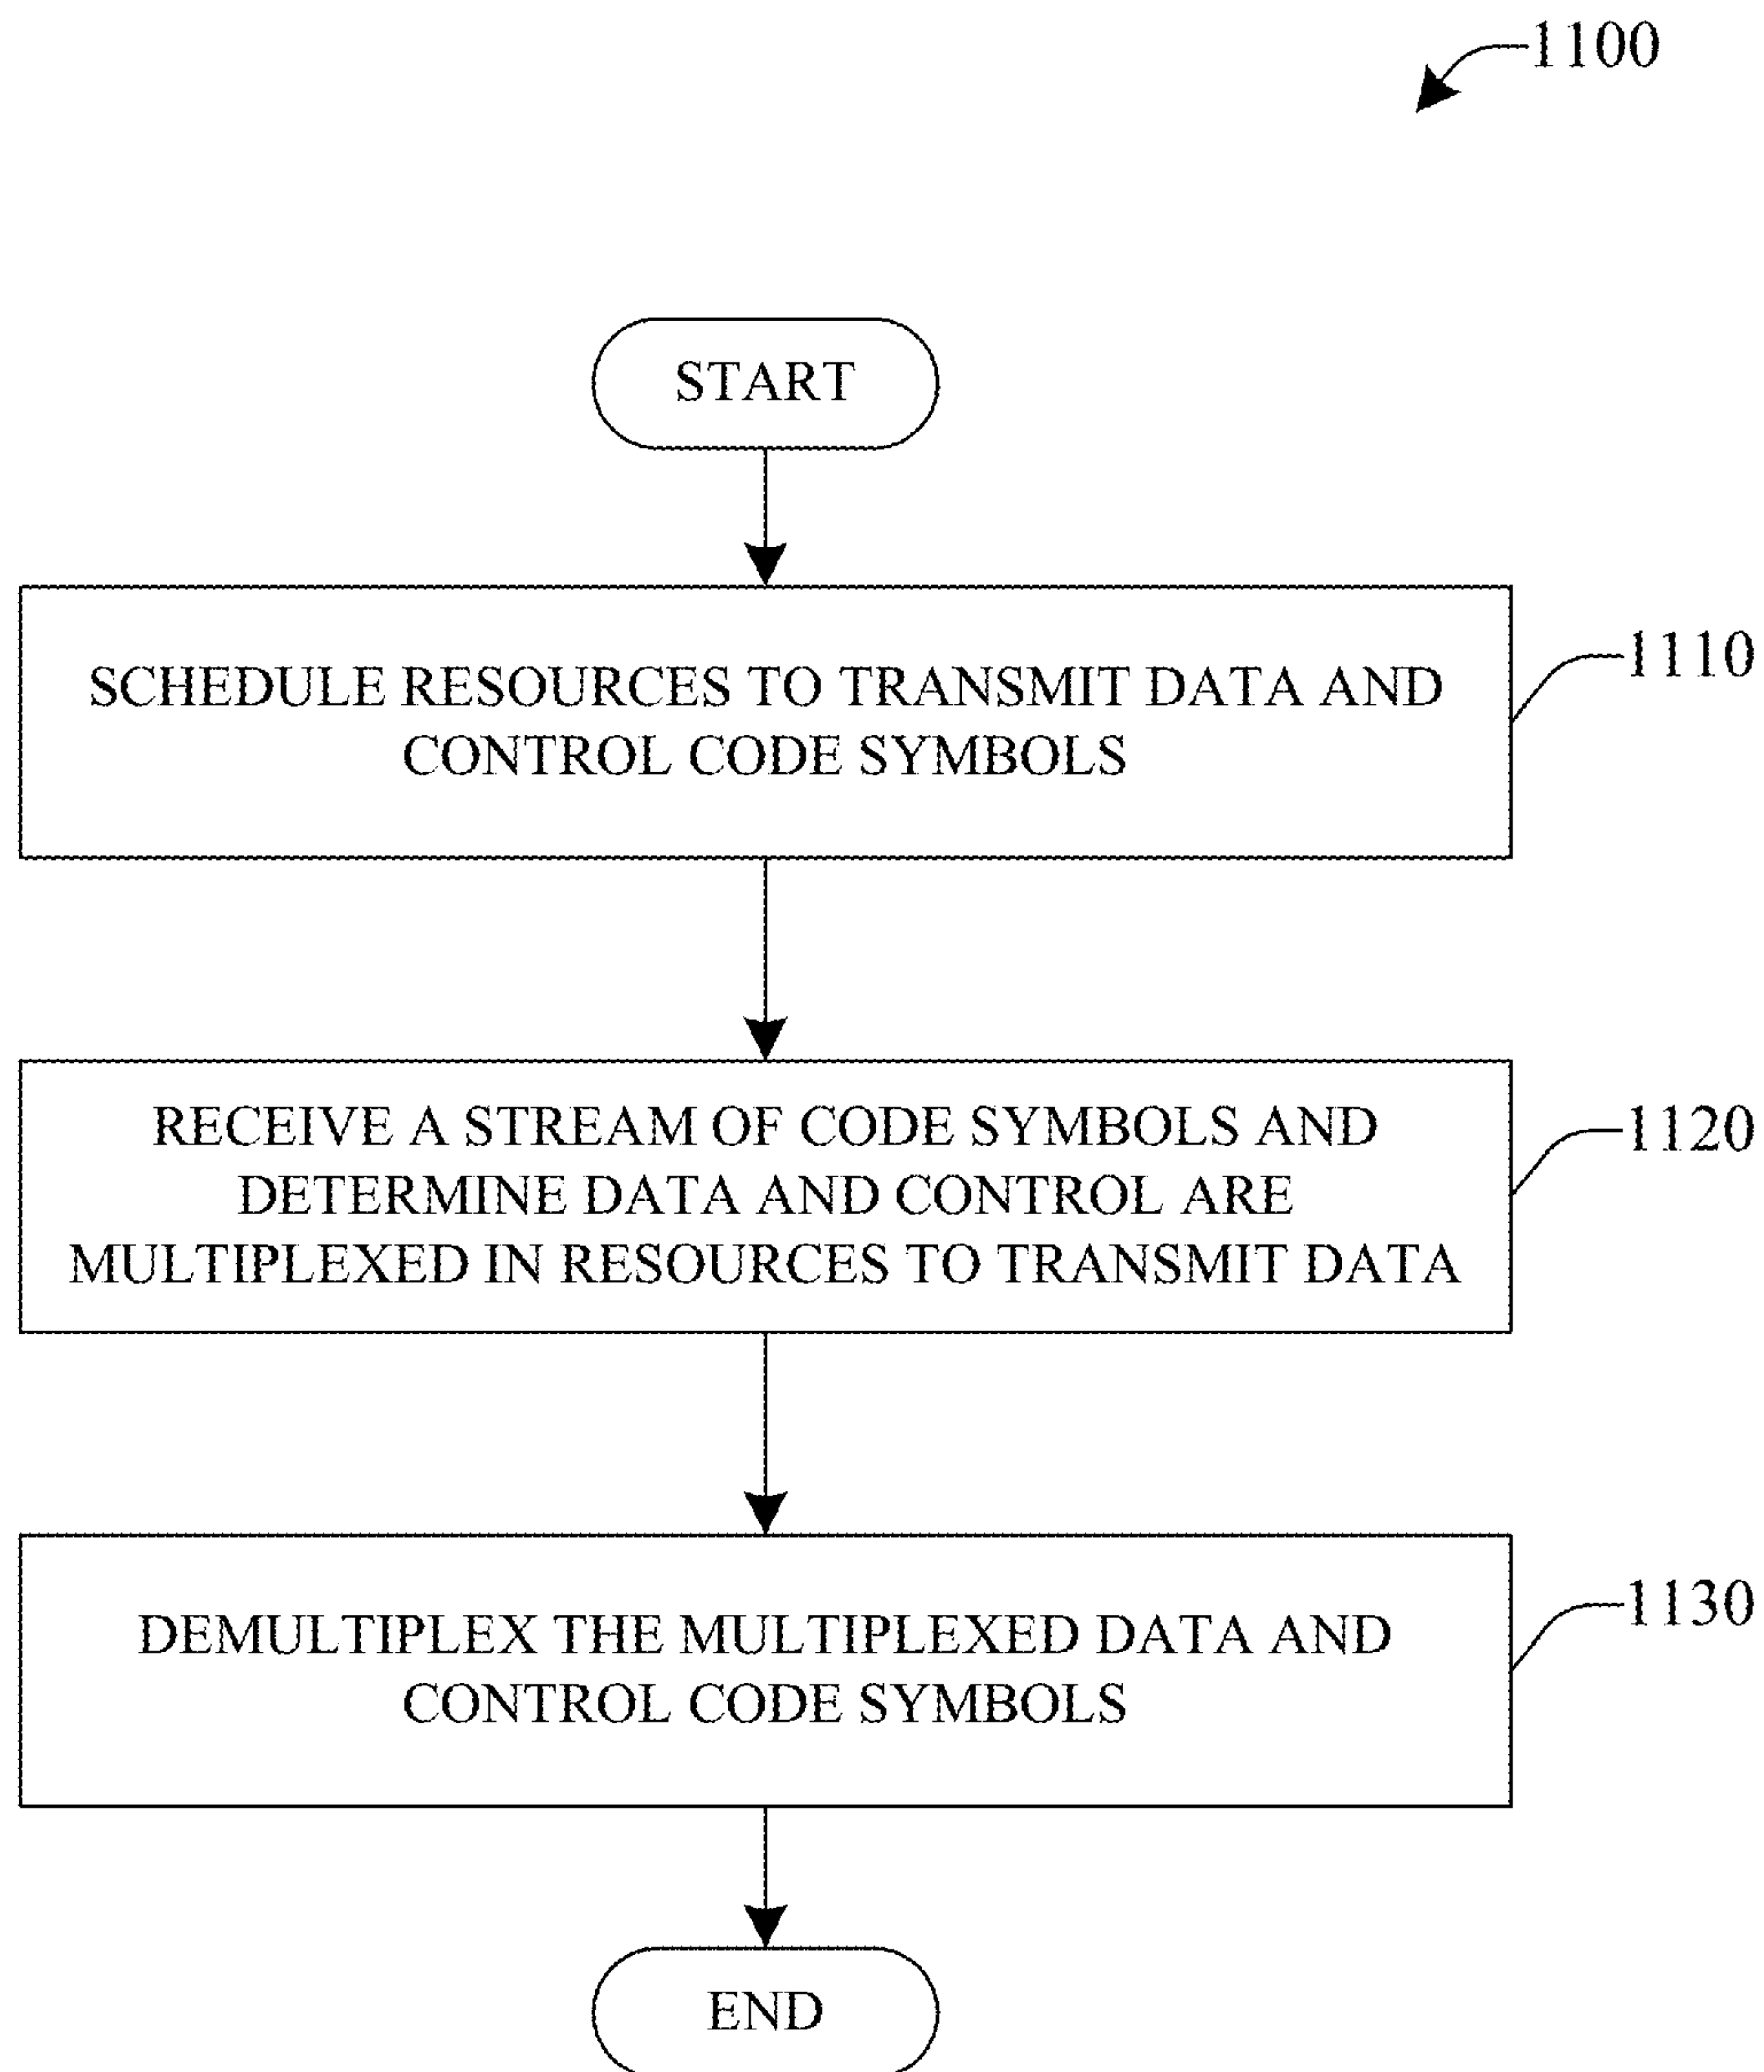 1100
START
SCHEDULE RESOURCES TO TRANSMIT DATA AND
CONTROL CODE SYMBOLS
1110
RECEIVE A STREAM OF CODE SYMBOLS AND
DETERMINE DATA AND CONTROL ARE
MULTIPLEXED IN RESOURCES TO TRANSMIT DATA
1120
DEMULTIPLEX THE MULTIPLEXED DATA AND
CONTROL CODE SYMBOLS
1130
END